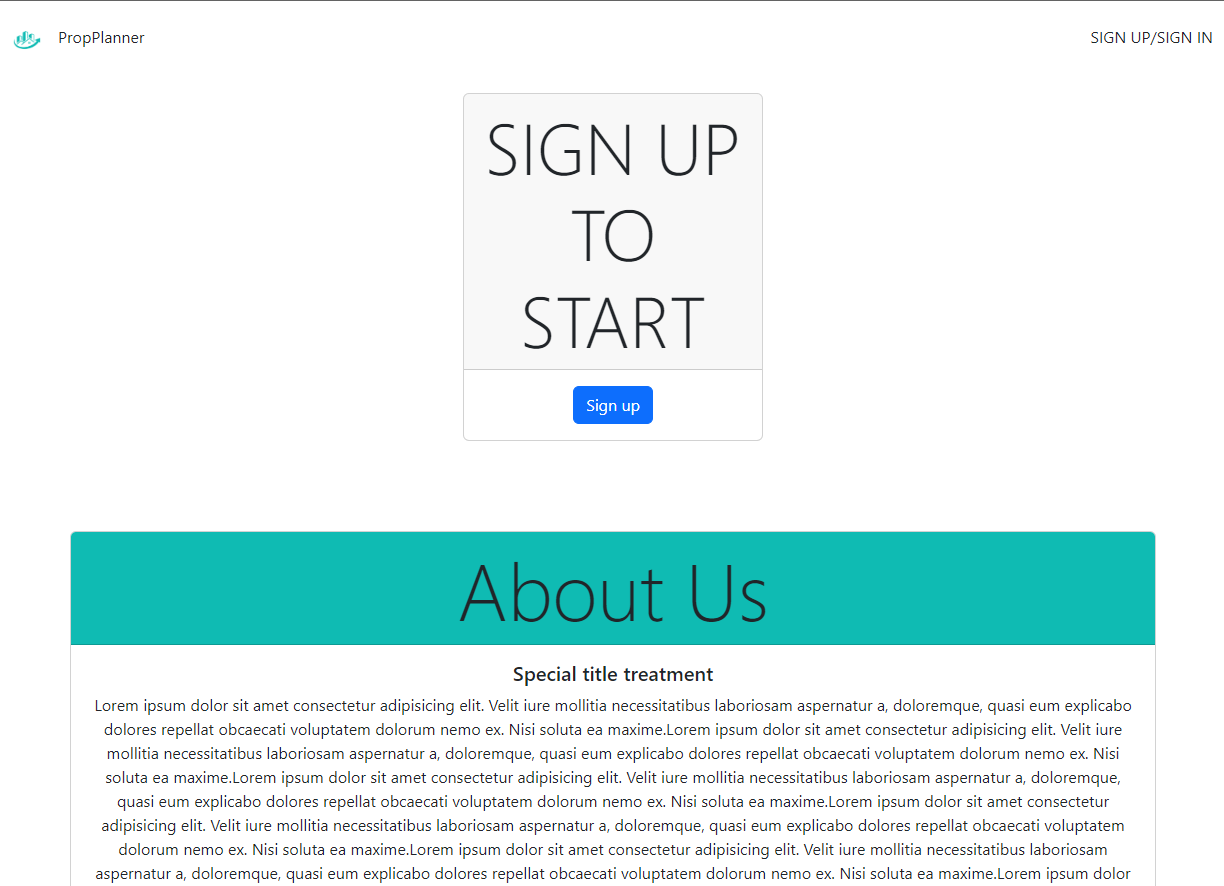 PropPlanner
SIGN UP/SIGN IN
SIGN UP
TO
START
Sign up
About Us
Special title treatment
Lorem ipsum dolor sit amet consectetur adipisicing elit. Velit iure mollitia necessitatibus laboriosam aspernatur a, doloremque, quasi eum explicabo
dolores repellat obcaecati voluptatem dolorum nemo ex. Nisi soluta ea maxime.Lorem ipsum dolor sit amet consectetur adipisicing elit. Velit iure
mollitia necessitatibus laboriosam aspernatur a, doloremque, quasi eum explicabo dolores repellat obcaecati voluptatem dolorum nemo ex. Nisi
soluta ea maxime.Lorem ipsum dolor sit amet consectetur adipisicing elit. Velit iure mollitia necessitatibus laboriosam aspernatur a, doloremque,
quasi eum explicabo dolores repellat obcaecati voluptatem dolorum nemo ex. Nisi soluta ea maxime.Lorem ipsum dolor sit amet consectetur
adipisicing elit. Velit iure mollitia necessitatibus laboriosam aspernatur a, doloremque, quasi eum explicabo dolores repellat obcaecati voluptatem
dolorum nemo ex. Nisi soluta ea maxime.Lorem ipsum dolor sit amet consectetur adipisicing elit. Velit iure mollitia necessitatibus laboriosam
aspernatur a, doloremque, quasi eum explicabo dolores repellat obcaecati voluptatem dolorum nemo ex. Nisi soluta ea maxime.Lorem ipsum dolor